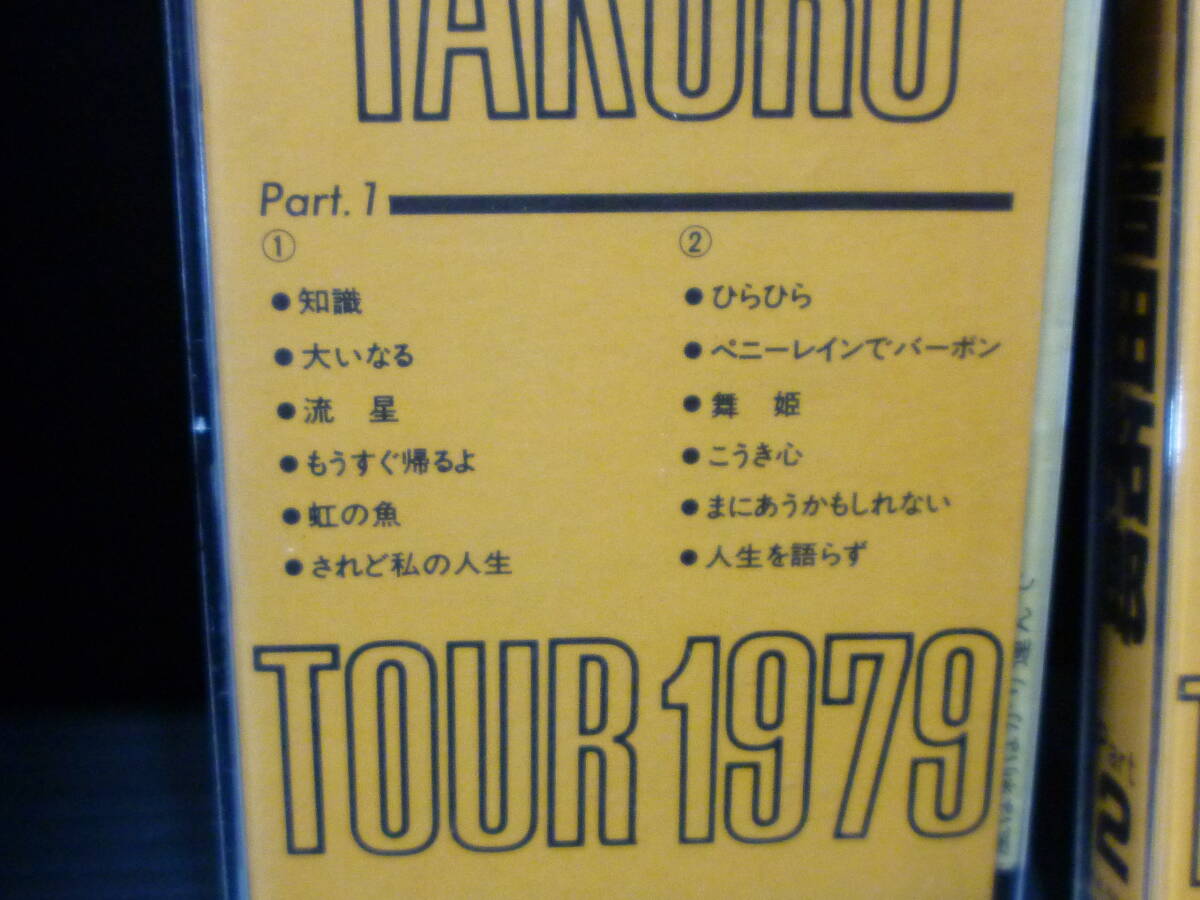 TAKURO
Part. 1
①
●知識
●大いなる
●流 星
●もうすぐ帰るよ
●虹の魚
●されど私の人生
②
●ひらひら
●ペニーレインでバーボン
●舞 姫
●こうき心
●まにあうかもしれない
●人生を語らず
TOUR 1979